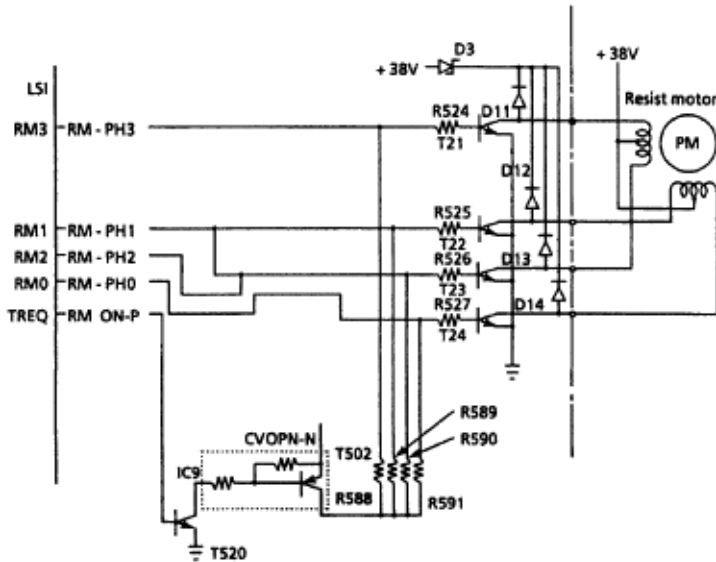 D3
+ 38V
+ 38V
LSI
Resist motor
R524
D11
RM3
RM - PH3
PM
T21
D12
R525
RM1
RM - PH1
T22
RM2
RM - PH2
R526
D13
RM0
RM - PH0
T23
R527
D14
TREQ
RM ON-P
T24
R589
R590
CVOPN-N
T502
IC9
R588
R591
T520